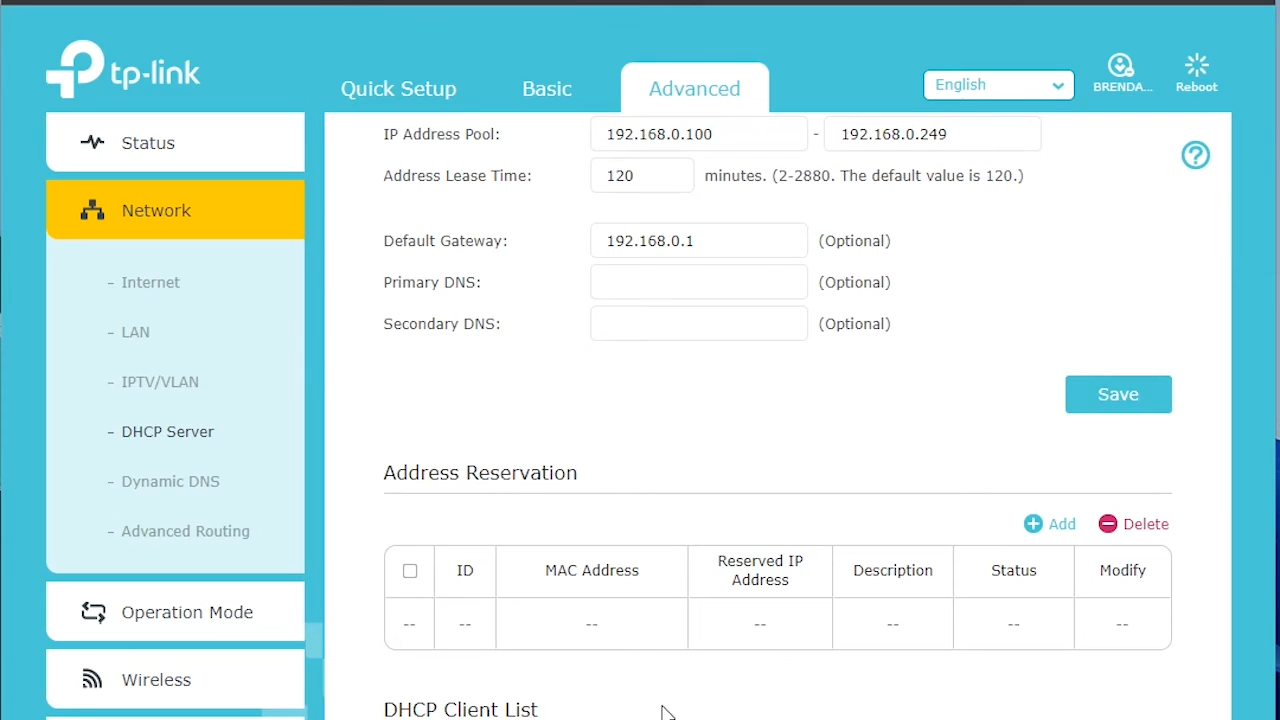 tp-link
Quick Setup
Basic
Advanced
English
BRENDA...
Reboot
Status
Network
- Internet
- LAN
- IPTV/VLAN
- DHCP Server
- Dynamic DNS
- Advanced Routing
Operation Mode
Wireless
IP Address Pool: 192.168.0.100 - 192.168.0.249
Address Lease Time: 120 minutes. (2-2880. The default value is 120.)
Default Gateway: 192.168.0.1 (Optional)
Primary DNS: (Optional)
Secondary DNS: (Optional)
Save
Address Reservation
Add Delete
ID MAC Address Reserved IP Address Description Status Modify
-- -- -- -- -- -- --
DHCP Client List